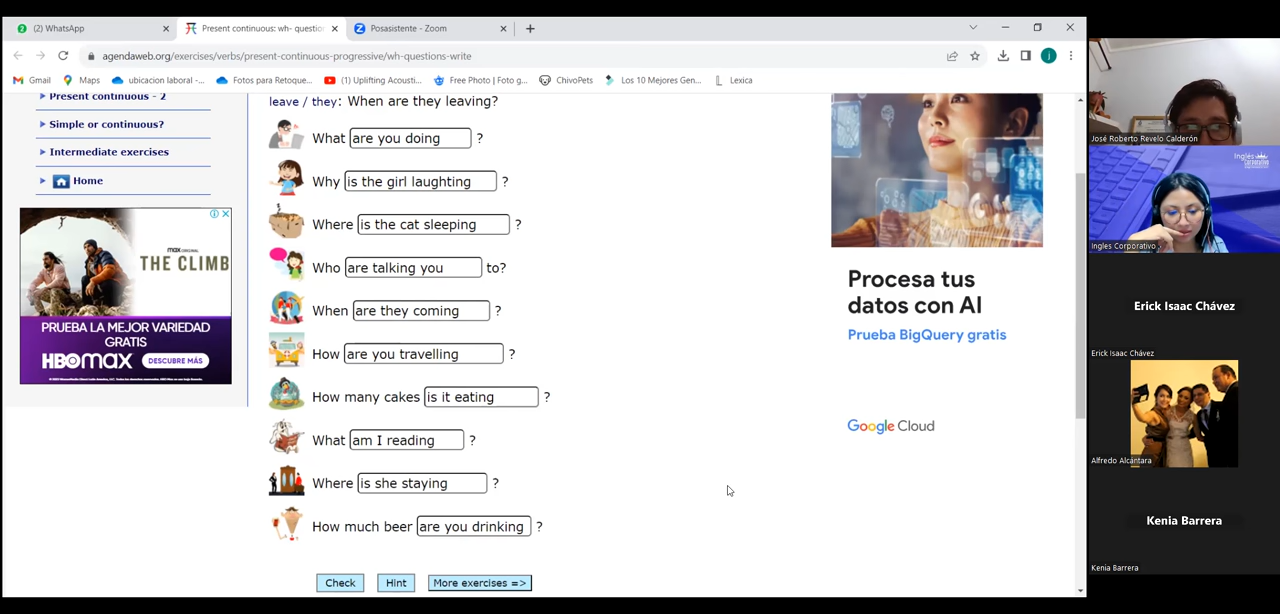 (2) WhatsApp
Present continuous: wh- question
Posasistente - Zoom
agendaweb.org/exercises/verbs/present-continuous-progressive/wh-questions-write
Gmail
Maps
ubicacion laboral -...
Fotos para Retoque...
(1) Uplifting Acousti...
Free Photo | Foto g...
ChivoPets
Los 10 Mejores Gen...
Lexica
Present continuous - 2
Simple or continuous?
Intermediate exercises
Home
max ORIGINAL
THE CLIMB
PRUEBA LA MEJOR VARIEDAD
GRATIS
HBOMAX DESCUBRE MÁS
leave / they: When are they leaving?
What are you doing ?
Why is the girl laughting ?
Where is the cat sleeping ?
Who are talking you to?
When are they coming ?
How are you travelling ?
How many cakes is it eating ?
What am I reading ?
Where is she staying ?
How much beer are you drinking ?
Check Hint More exercises =>
Procesa tus
datos con AI
Prueba BigQuery gratis
Google Cloud
José Roberto Revelo Calderón
Inglés
Corporativo
Ingles Corporativo
Erick Isaac Chávez
Erick Isaac Chávez
Alfredo Alcántara
Kenia Barrera
Kenia Barrera